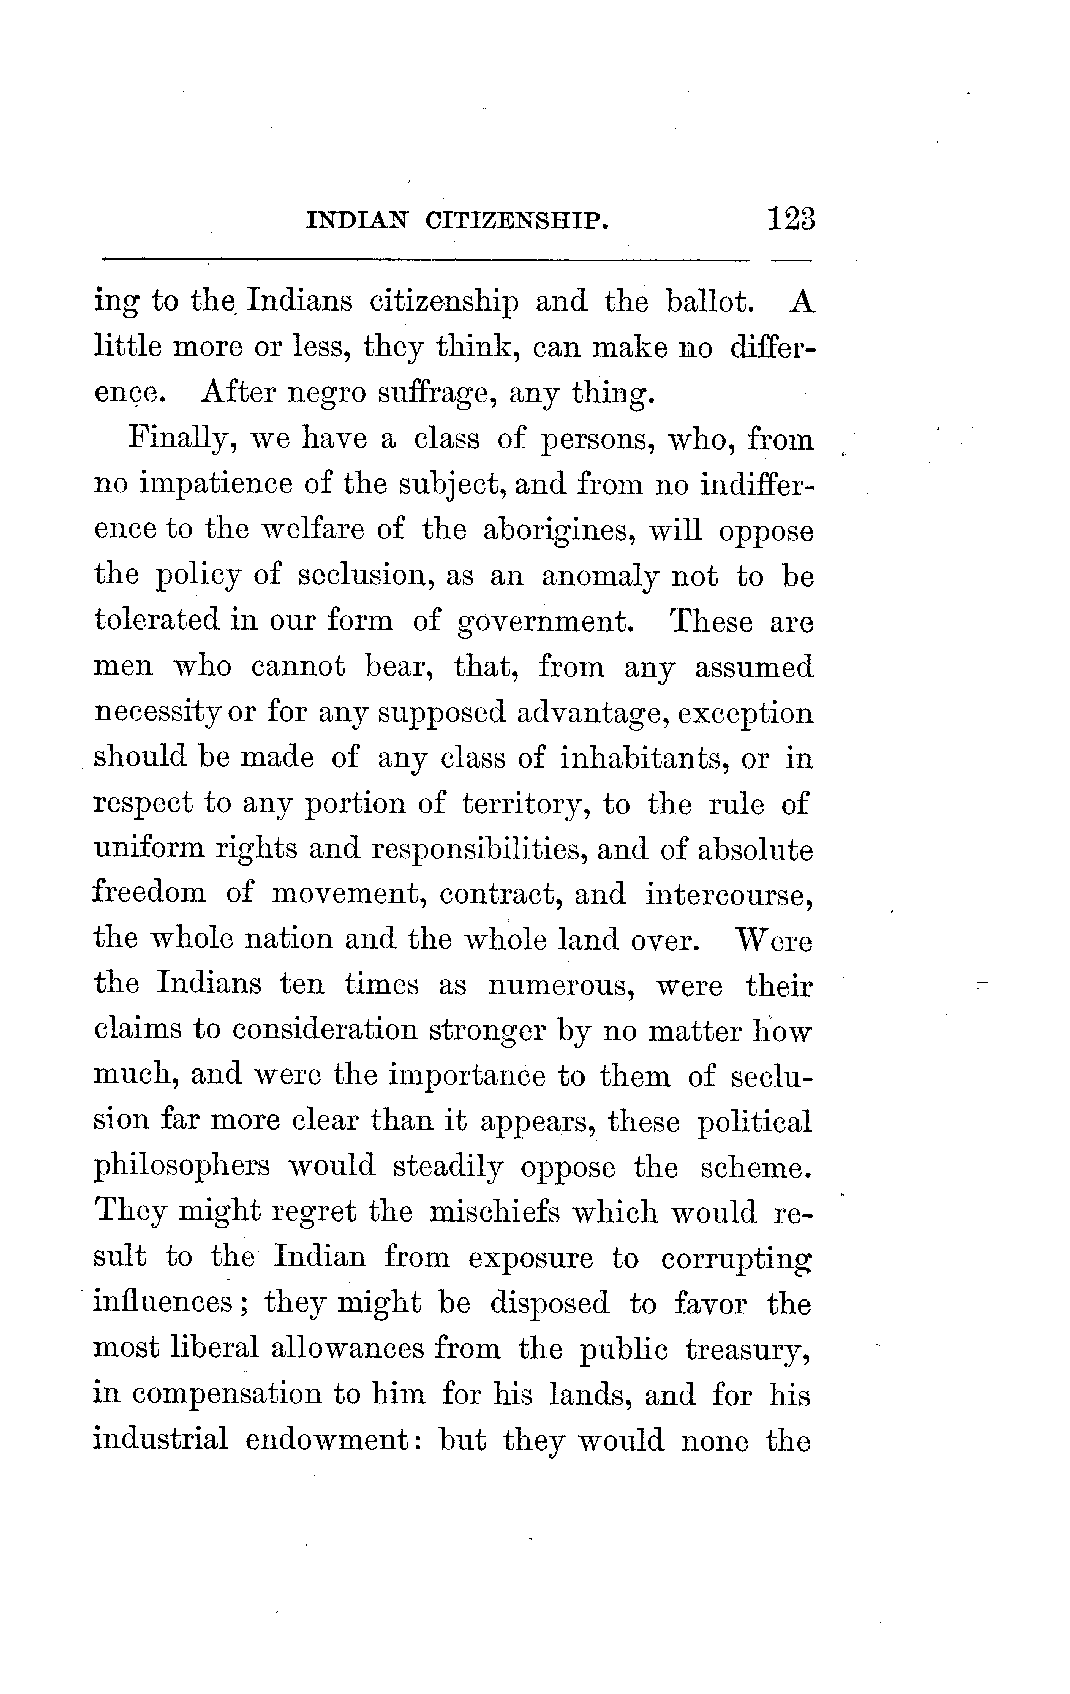 INDIAN CITIZENSHIP. 123
ing to the Indians citizenship and the ballot. A
little more or less, they think, can make no differ-
ence. After negro suffrage, any thing.
Finally, we have a class of persons, who, from
no impatience of the subject, and from no indiffer-
ence to the welfare of the aborigines, will oppose
the policy of seclusion, as an anomaly not to be
tolerated in our form of government. These are
men who cannot bear, that, from any assumed
necessity or for any supposed advantage, exception
should be made of any class of inhabitants, or in
respect to any portion of territory, to the rule of
uniform rights and responsibilities, and of absolute
freedom of movement, contract, and intercourse,
the whole nation and the whole land over. Were
the Indians ten times as numerous, were their
claims to consideration stronger by no matter how
much, and were the importance to them of seclu-
sion far more clear than it appears, these political
philosophers would steadily oppose the scheme.
They might regret the mischiefs which would re-
sult to the Indian from exposure to corrupting
influences; they might be disposed to favor the
most liberal allowances from the public treasury,
in compensation to him for his lands, and for his
industrial endowment: but they would none the